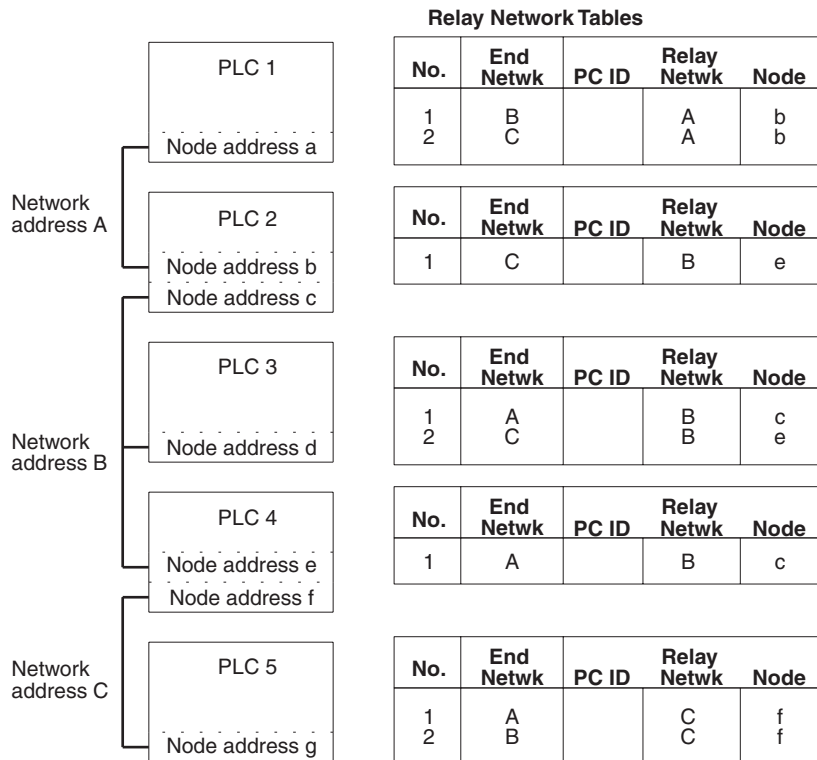 Relay Network Tables
PLC 1
Node address a
No. End Netwk PC ID Relay Netwk Node
1 B A b
2 C A b
Network address A
PLC 2
Node address b
Node address c
No. End Netwk PC ID Relay Netwk Node
1 C B e
Network address B
PLC 3
Node address d
No. End Netwk PC ID Relay Netwk Node
1 A B c
2 C B e
PLC 4
Node address e
Node address f
No. End Netwk PC ID Relay Netwk Node
1 A B c
Network address C
PLC 5
Node address g
No. End Netwk PC ID Relay Netwk Node
1 A C f
2 B C f